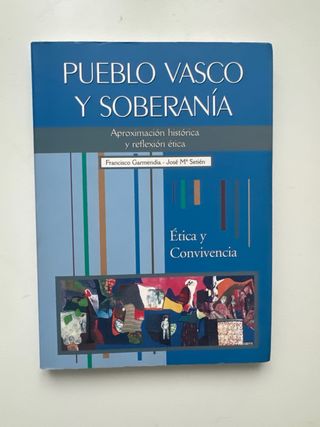 PUEBLO VASCO
Y SOBERANÍA
Aproximación histórica
y reflexión ética
Francisco Garmendia - José Mª Setién
Ética y
Convivencia